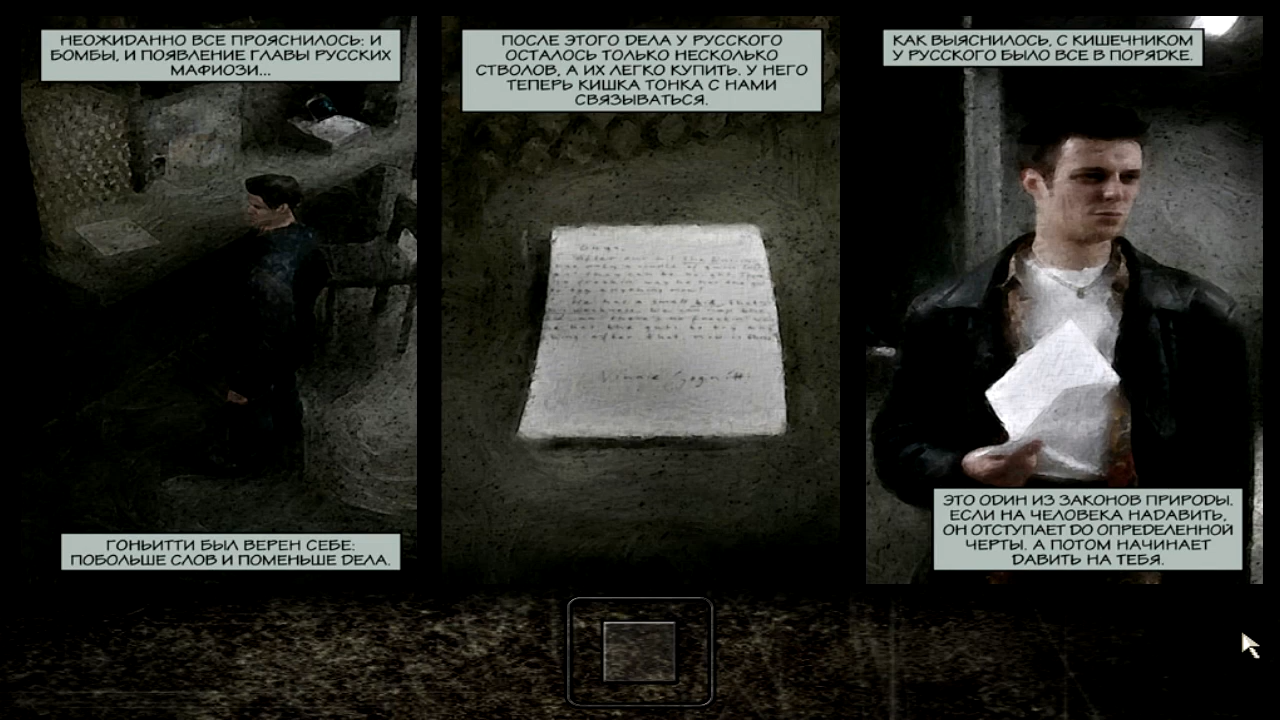 НЕОЖИДАННО ВСЕ ПРОЯСНИЛОСЬ: И
БОМБЫ, И ПОЯВЛЕНИЕ ГЛАВЫ РУССКИХ
МАФИОЗИ...
ГОНЬИТТИ БЫЛ ВЕРЕН СЕБЕ:
ПОБОЛЬШЕ СЛОВ И ПОМЕНЬШЕ DЕЛА.
ПОСЛЕ ЭТОГО DЕЛА У РУССКОГО
ОСТАЛОСЬ ТОЛЬКО НЕСКОЛЬКО
СТВОЛОВ, А ИХ ЛЕГКО КУПИТЬ. У НЕГО
ТЕПЕРЬ КИШКА ТОНКА С НАМИ
СВЯЗЫВАТЬСЯ.
After
Vinnie
КАК ВЫЯСНИЛОСЬ, С КИШЕЧНИКОМ
У РУССКОГО БЫЛО ВСЕ В ПОРЯДКЕ.
ЭТО ОDИН ИЗ ЗАКОНОВ ПРИРОDЫ.
ЕСЛИ НА ЧЕЛОВЕКА НАDАВИТЬ,
ОН ОТСТУПАЕТ DО ОПРЕDЕЛЕННОЙ
ЧЕРТЫ. А ПОТОМ НАЧИНАЕТ
DАВИТЬ НА ТЕБЯ.